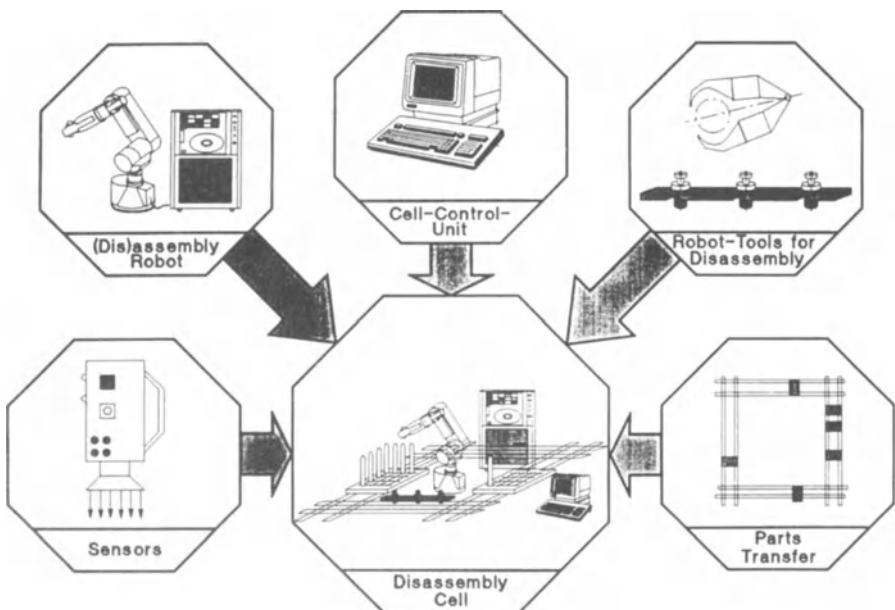 (Dis)assembly
Robot
Cell-Control-
Unit
Robot-Tools for
Disassembly
Sensors
Disassembly
Cell
Parts
Transfer